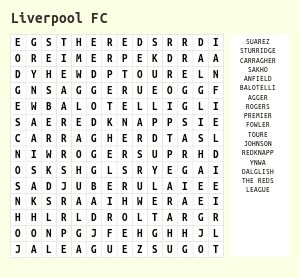 Liverpool FC
E G S T H E R E D S R R D I
O R E I M E R P E K D R A A
D Y H E W D P T O U R E L N
G N S A G G E R U E O G G F
E W B A L O T E L L I G L I
S A E R E D K N A P P S I E
C A R R A G H E R D T A S L
N I W R O G E R S U P R H D
O S K S H G L S R Y E G A I
S A D J U B E R U L A I E E
N K S R A A I H W E R A E I
H H L R L D R O L T A R G R
O O N P G J F E H G H H J L
J A L E A G U E Z S U G O T
SUAREZ
STURRIDGE
CARRAGHER
SAKHO
ANFIELD
BALOTELLI
AGGER
ROGERS
PREMIER
FOWLER
TOURE
JOHNSON
REDKNAPP
YNWA
DALGLISH
THE REDS
LEAGUE